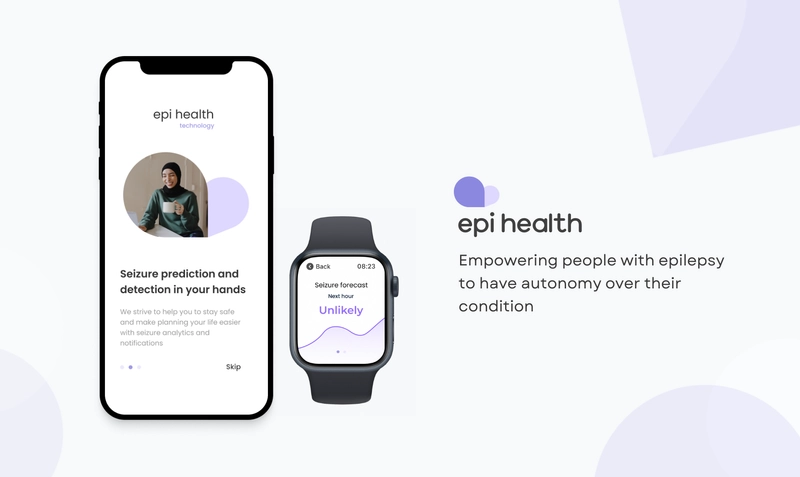 epi health
technology
Seizure prediction and
detection in your hands
We strive to help you to stay safe
and make planning your life easier
with seizure analytics and
notifications
Skip
Back 08:23
Seizure forecast
Next hour
Unlikely
epi health
Empowering people with epilepsy
to have autonomy over their
condition